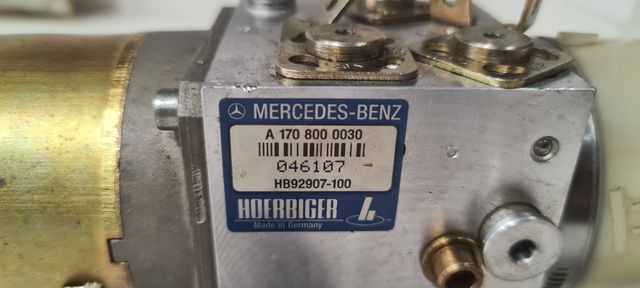 MERCEDES-BENZ
A 170 800 0030
046107 -
HB92907-100
HOERBIGER
Made in Germany